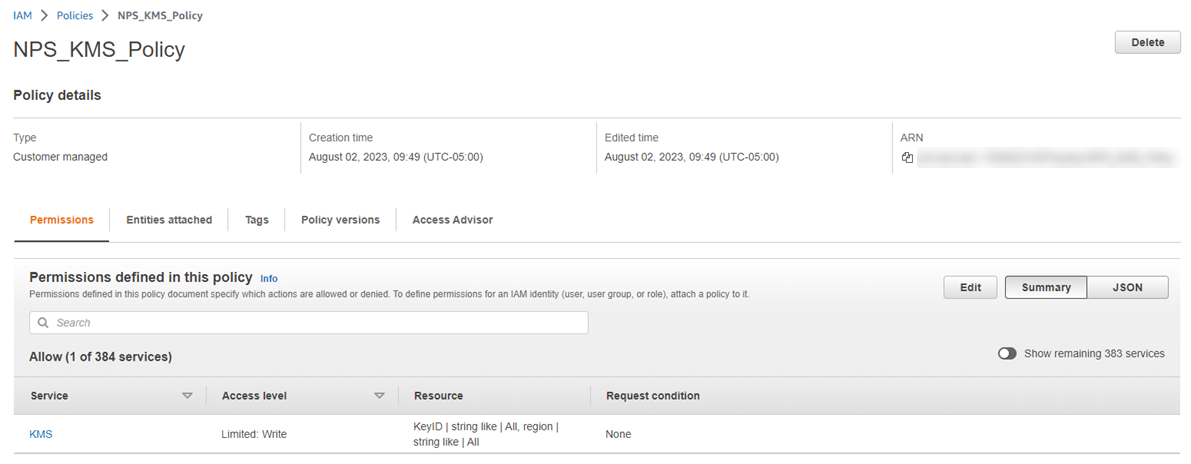 IAM > Policies > NPS_KMS_Policy
NPS_KMS_Policy
Delete
Policy details
Type
Customer managed
Creation time
August 02, 2023, 09:49 (UTC-05:00)
Edited time
August 02, 2023, 09:49 (UTC-05:00)
ARN
Permissions
Entities attached
Tags
Policy versions
Access Advisor
Permissions defined in this policy Info
Permissions defined in this policy document specify which actions are allowed or denied. To define permissions for an IAM identity (user, user group, or role), attach a policy to it.
Edit
Summary
JSON
Search
Allow (1 of 384 services)
Show remaining 383 services
Service
Access level
Resource
Request condition
KMS
Limited: Write
KeyID | string like | All, region |
string like | All
None